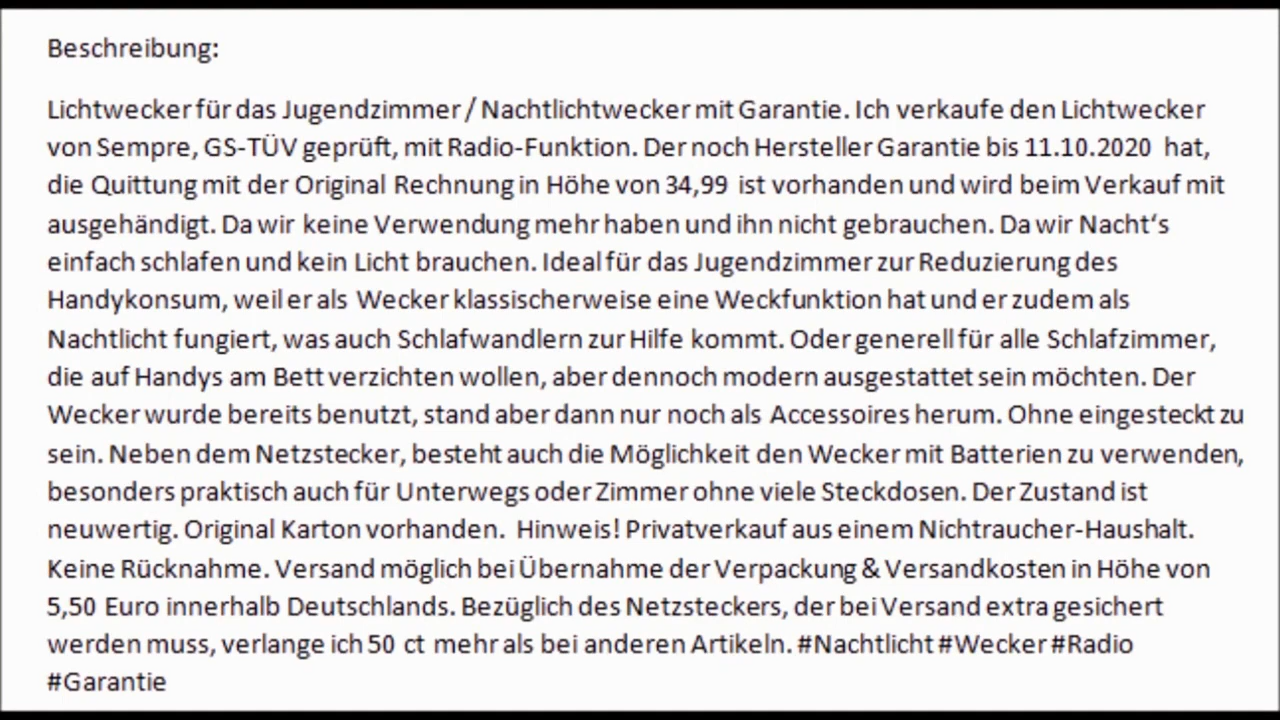 Beschreibung:
Lichtwecker für das Jugendzimmer / Nachtlichtwecker mit Garantie. Ich verkaufe den Lichtwecker
von Sempre, GS-TÜV geprüft, mit Radio-Funktion. Der noch Hersteller Garantie bis 11.10.2020 hat,
die Quittung mit der Original Rechnung in Höhe von 34,99 ist vorhanden und wird beim Verkauf mit
ausgehändigt. Da wir keine Verwendung mehr haben und ihn nicht gebrauchen. Da wir Nacht‘s
einfach schlafen und kein Licht brauchen. Ideal für das Jugendzimmer zur Reduzierung des
Handykonsum, weil er als Wecker klassischerweise eine Weckfunktion hat und er zudem als
Nachtlicht fungiert, was auch Schlafwandlern zur Hilfe kommt. Oder generell für alle Schlafzimmer,
die auf Handys am Bett verzichten wollen, aber dennoch modern ausgestattet sein möchten. Der
Wecker wurde bereits benutzt, stand aber dann nur noch als Accessoires herum. Ohne eingesteckt zu
sein. Neben dem Netzstecker, besteht auch die Möglichkeit den Wecker mit Batterien zu verwenden,
besonders praktisch auch für Unterwegs oder Zimmer ohne viele Steckdosen. Der Zustand ist
neuwertig. Original Karton vorhanden. Hinweis! Privatverkauf aus einem Nichtraucher-Haushalt.
Keine Rücknahme. Versand möglich bei Übernahme der Verpackung & Versandkosten in Höhe von
5,50 Euro innerhalb Deutschlands. Bezüglich des Netzsteckers, der bei Versand extra gesichert
werden muss, verlange ich 50 ct mehr als bei anderen Artikeln. #Nachtlicht #Wecker #Radio
#Garantie